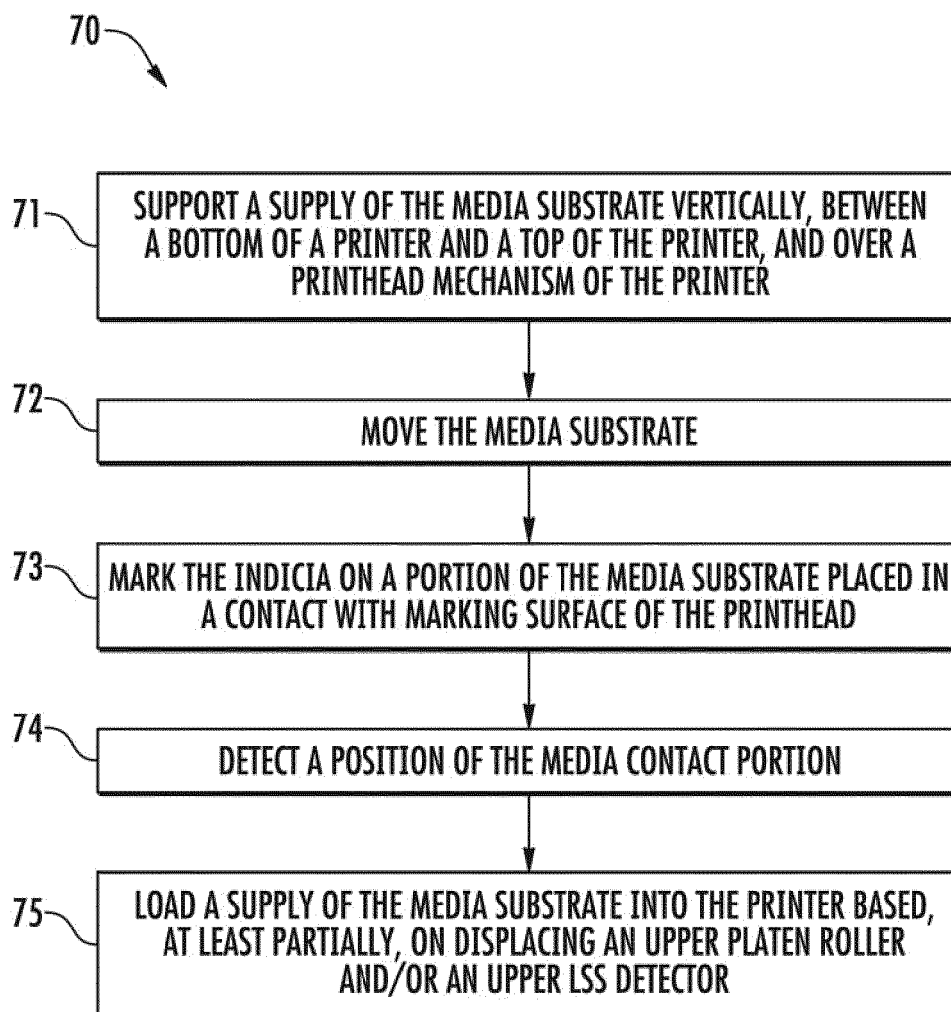 70
71
SUPPORT A SUPPLY OF THE MEDIA SUBSTRATE VERTICALLY, BETWEEN
A BOTTOM OF A PRINTER AND A TOP OF THE PRINTER, AND OVER A
PRINTHEAD MECHANISM OF THE PRINTER
72
MOVE THE MEDIA SUBSTRATE
73
MARK THE INDICIA ON A PORTION OF THE MEDIA SUBSTRATE PLACED IN
A CONTACT WITH MARKING SURFACE OF THE PRINTHEAD
74
DETECT A POSITION OF THE MEDIA CONTACT PORTION
75
LOAD A SUPPLY OF THE MEDIA SUBSTRATE INTO THE PRINTER BASED,
AT LEAST PARTIALLY, ON DISPLACING AN UPPER PLATEN ROLLER
AND/OR AN UPPER LSS DETECTOR